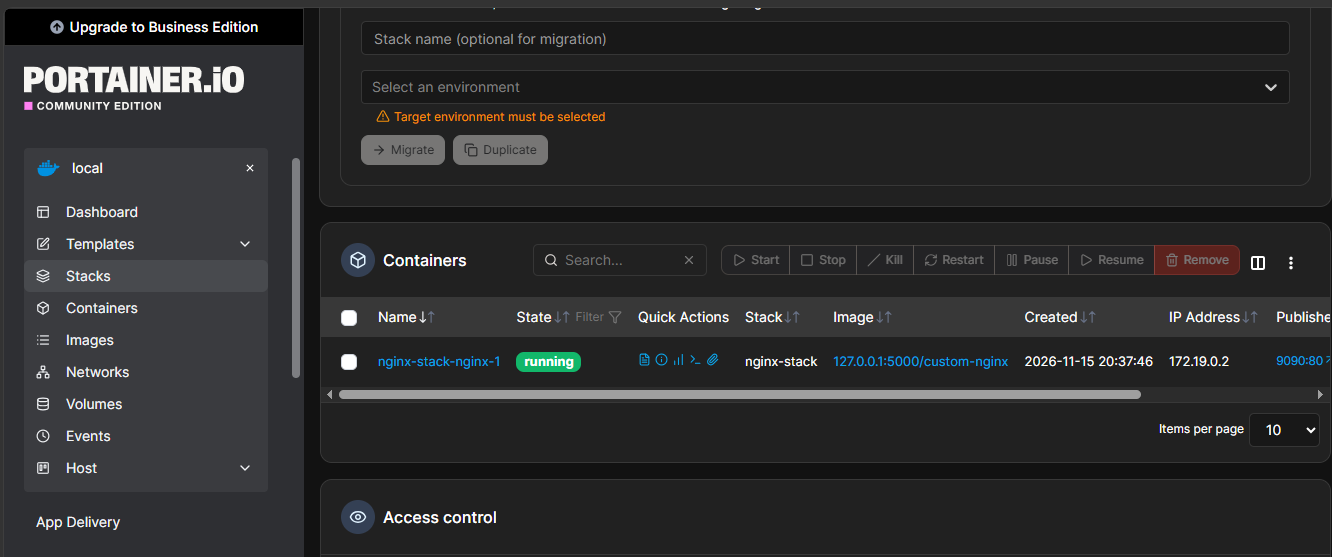 Upgrade to Business Edition
PORTAINER.iO
COMMUNITY EDITION
local
Dashboard
Templates
Stacks
Containers
Images
Networks
Volumes
Events
Host
App Delivery
Stack name (optional for migration)
Select an environment
Target environment must be selected
Migrate Duplicate
Containers Search... Start Stop Kill Restart Pause Resume Remove
Name State Filter Quick Actions Stack Image Created IP Address Publishe
nginx-stack-nginx-1 running nginx-stack 127.0.0.1:5000/custom-nginx 2026-11-15 20:37:46 172.19.0.2 9090:80
Items per page 10
Access control